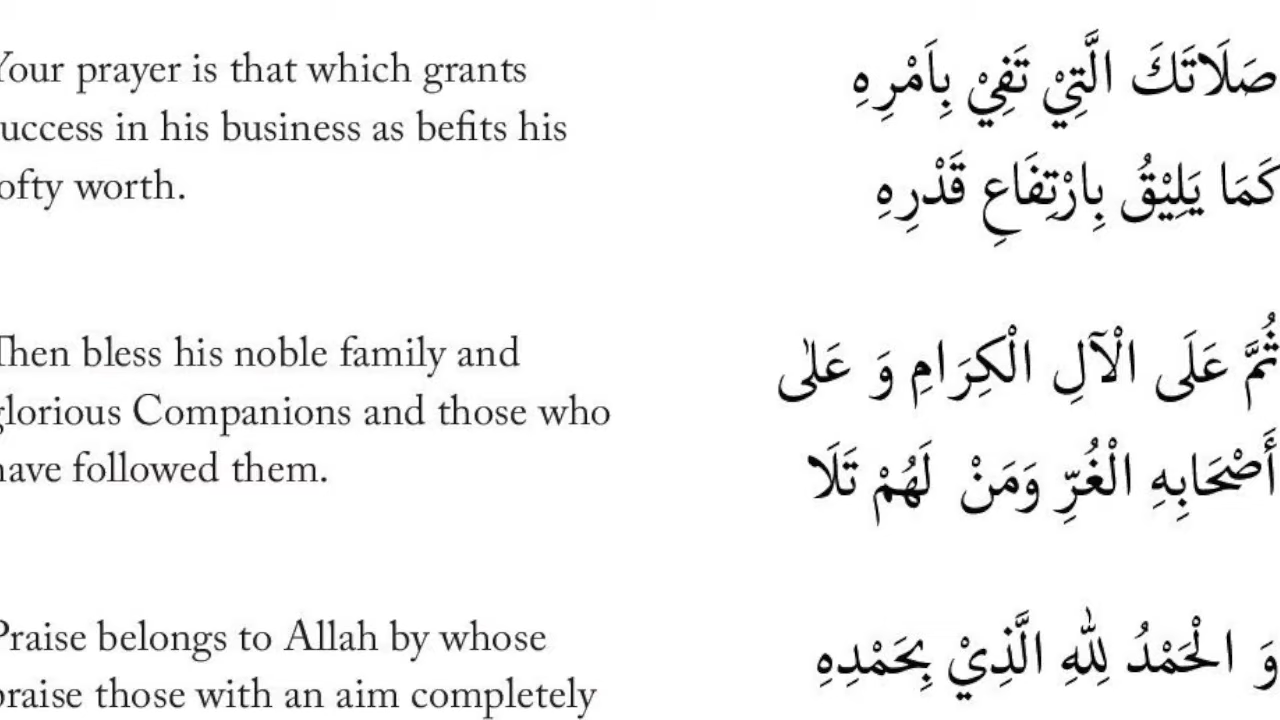 Your prayer is that which grants
success in his business as befits his
lofty worth.
صَلَاتَكَ الَّتِيْ تَفِيْ بِاَمْرِهِ
كَمَا يَلِيْقُ بِارْتِفَاعِ قَدْرِهِ
Then bless his noble family and
glorious Companions and those who
have followed them.
ثُمَّ عَلَى الْآلِ الْكِرَامِ وَ عَلٰى
أَصْحَابِهِ الْغُرِّ وَمَنْ لَهُمْ تَلَا
Praise belongs to Allah by whose
praise those with an aim completely
وَ الْحَمْدُ لِلّٰهِ الَّذِيْ بِحَمْدِهِ